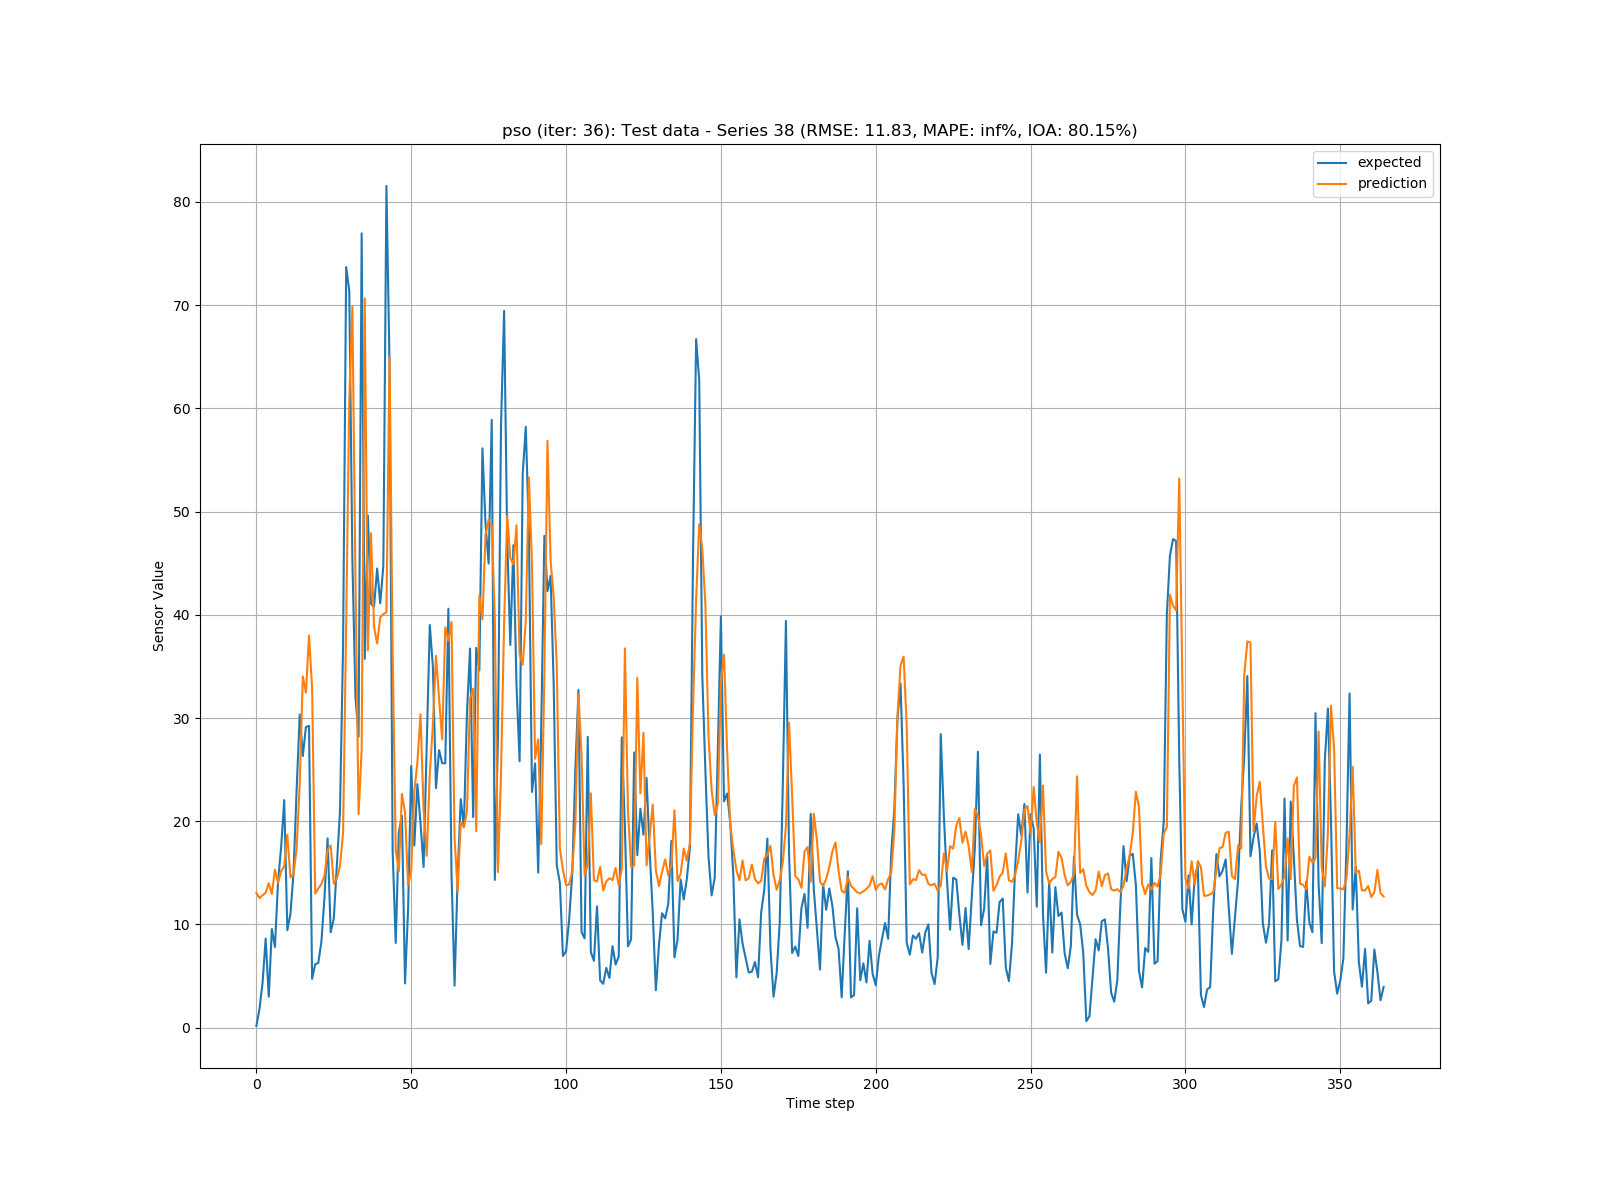 pso (iter: 36): Test data - Series 38 (RMSE: 11.83, MAPE: inf%, IOA: 80.15%)
expected
prediction
80
70
60
50
40
30
20
10
0
Sensor Value
0 50 100 150 200 250 300 350
Time step